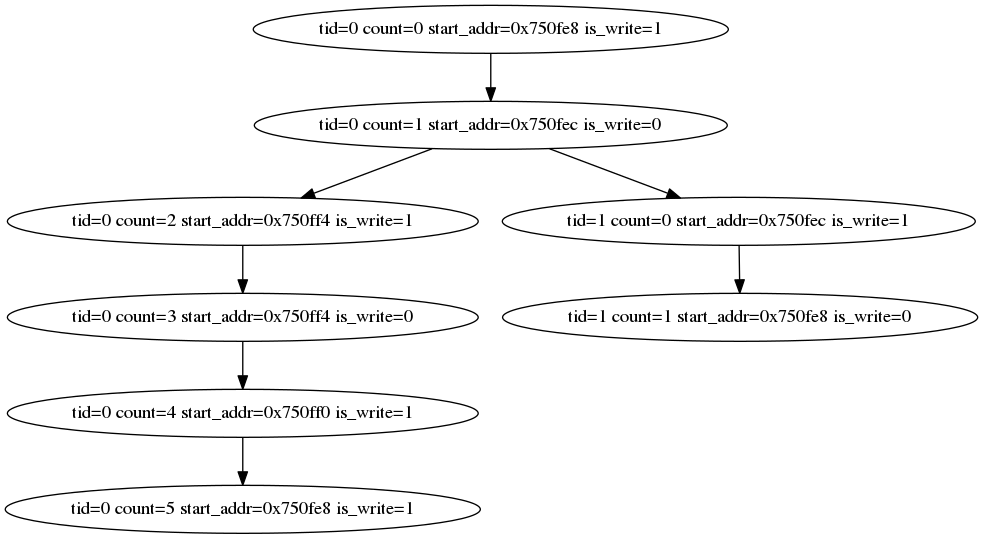 tid=0 count=0 start_addr=0x750fe8 is_write=1
tid=0 count=1 start_addr=0x750fec is_write=0
tid=0 count=2 start_addr=0x750ff4 is_write=1
tid=1 count=0 start_addr=0x750fec is_write=1
tid=0 count=3 start_addr=0x750ff4 is_write=0
tid=1 count=1 start_addr=0x750fe8 is_write=0
tid=0 count=4 start_addr=0x750ff0 is_write=1
tid=0 count=5 start_addr=0x750fe8 is_write=1